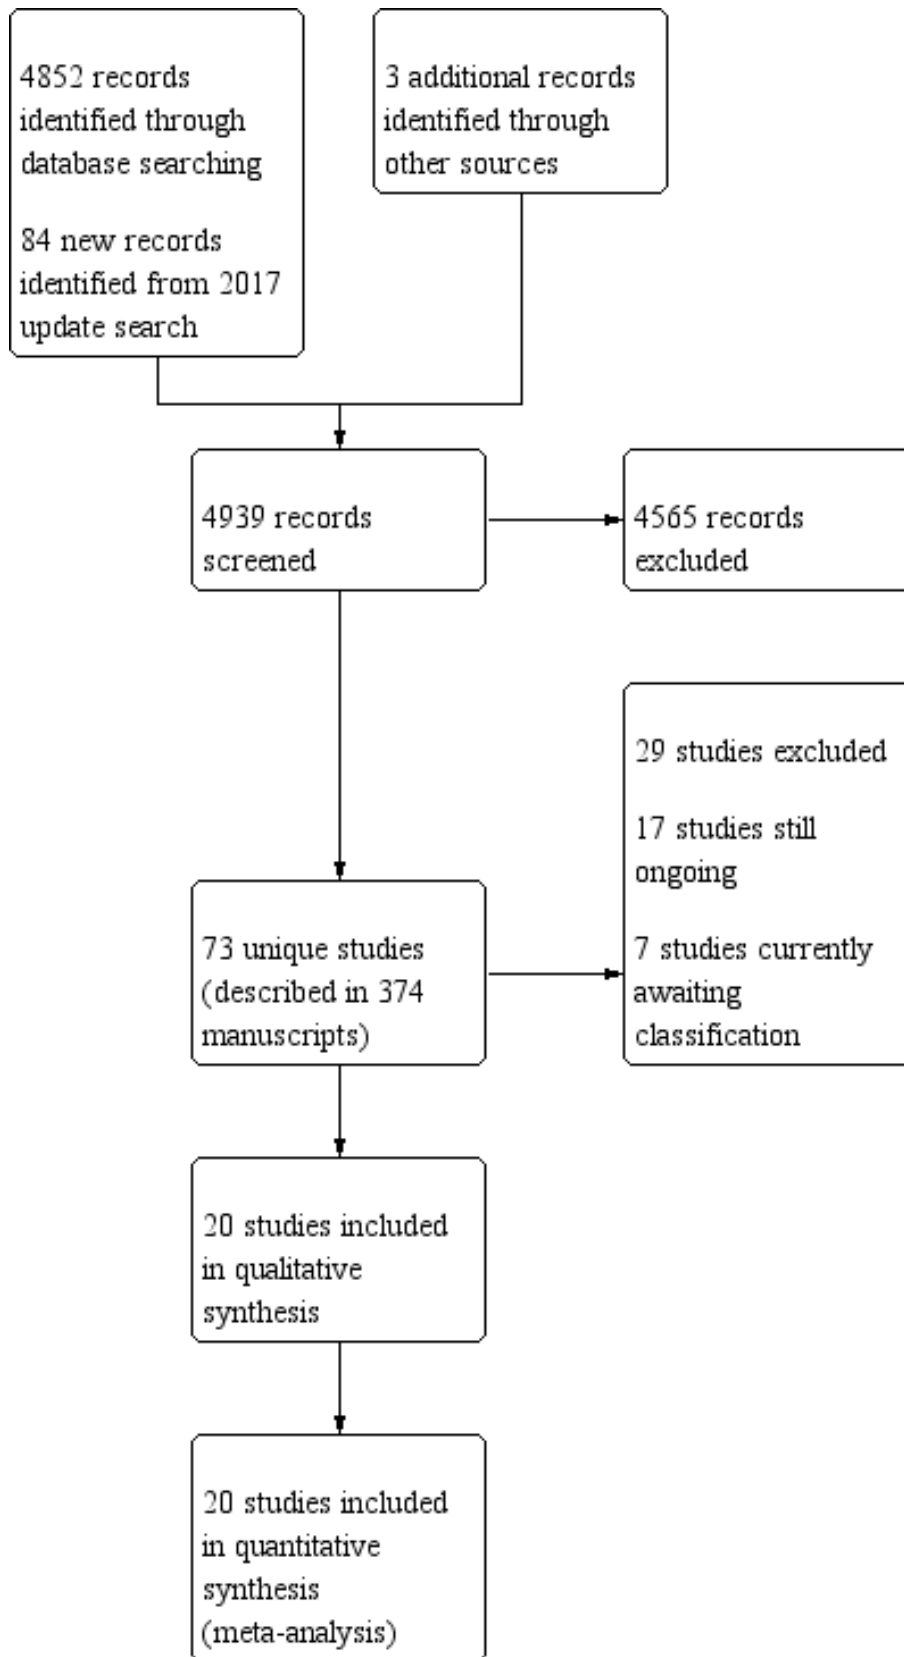 4852 records
identified through
database searching
84 new records
identified from 2017
update search
3 additional records
identified through
other sources
4939 records
screened
4565 records
excluded
29 studies excluded
17 studies still
ongoing
7 studies currently
awaiting
classification
73 unique studies
(described in 374
manuscripts)
20 studies included
in qualitative
synthesis
20 studies included
in quantitative
synthesis
(meta-analysis)